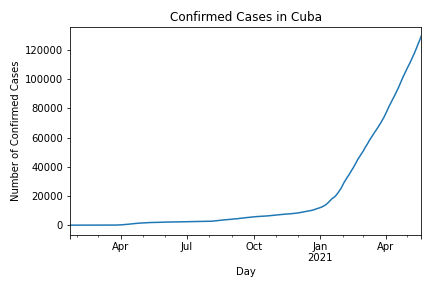 Confirmed Cases in Cuba
Number of Confirmed Cases
120000
100000
80000
60000
40000
20000
0
Apr Jul Oct Jan Apr
2021
Day